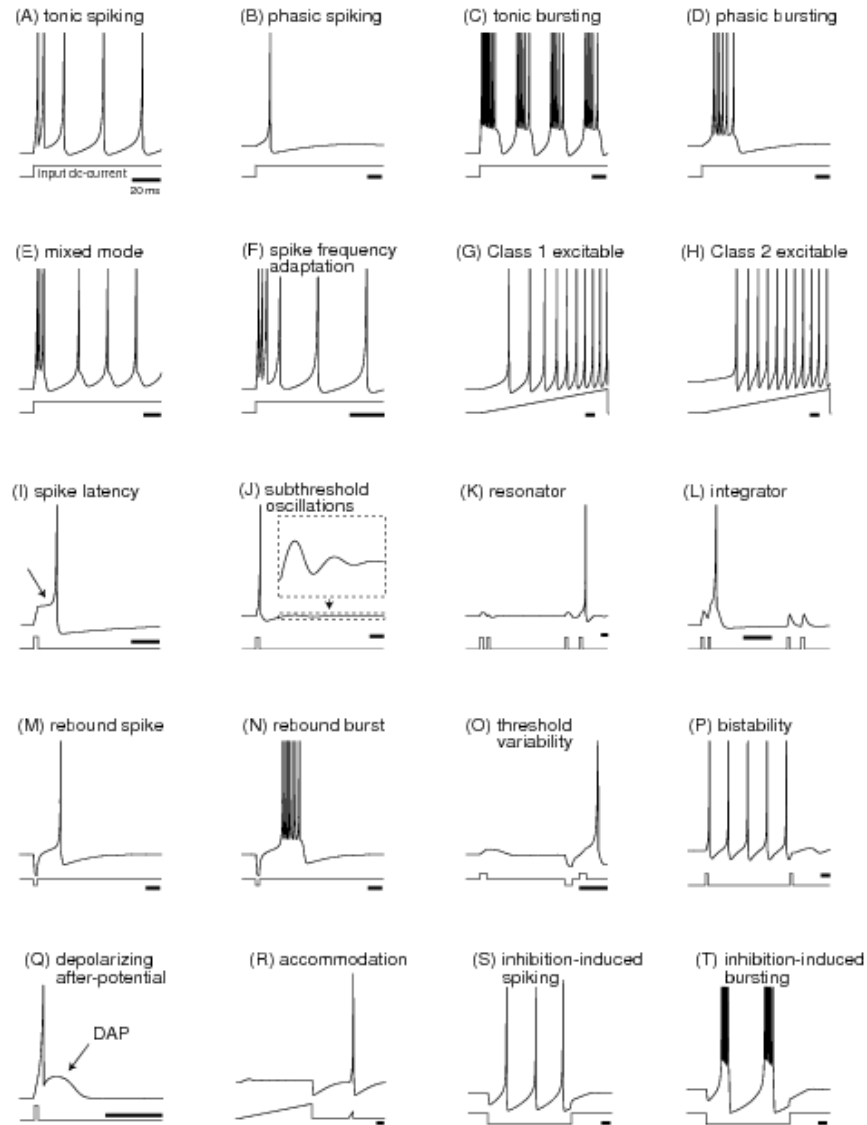 (A) tonic spiking
(B) phasic spiking
(C) tonic bursting
(D) phasic bursting
input dc-current
20 ms
(E) mixed mode
(F) spike frequency
adaptation
(G) Class 1 excitable
(H) Class 2 excitable
(I) spike latency
(J) subthreshold
oscillations
(K) resonator
(L) integrator
(M) rebound spike
(N) rebound burst
(O) threshold
variability
(P) bistability
(Q) depolarizing
after-potential
DAP
(R) accommodation
(S) inhibition-induced
spiking
(T) inhibition-induced
bursting